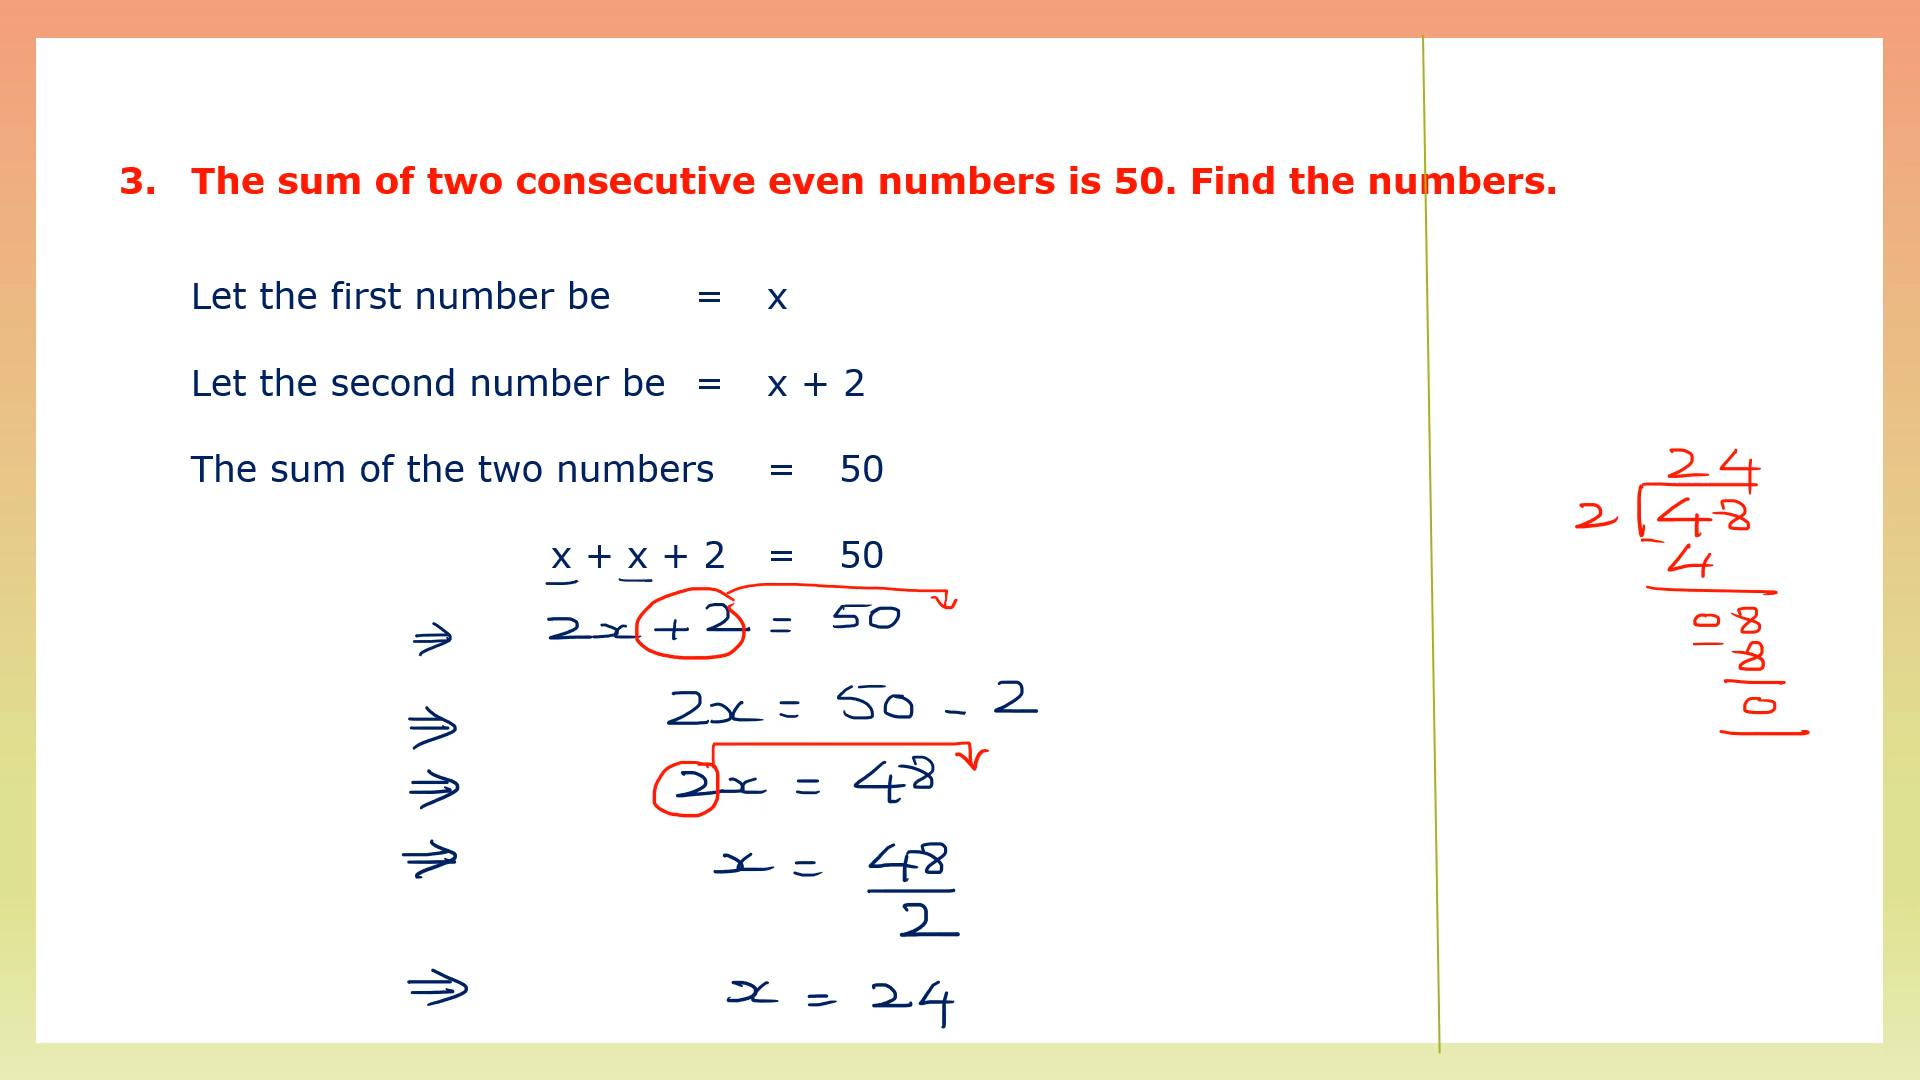 3. The sum of two consecutive even numbers is 50. Find the numbers.
Let the first number be = x
Let the second number be = x + 2
The sum of the two numbers = 50
x + x + 2 = 50
⇒ 2x + 2 = 50
⇒ 2x = 50 - 2
⇒ 2x = 48
⇒ x = 48
2
⇒ x = 24
24
2 48
- 4
08
8
0